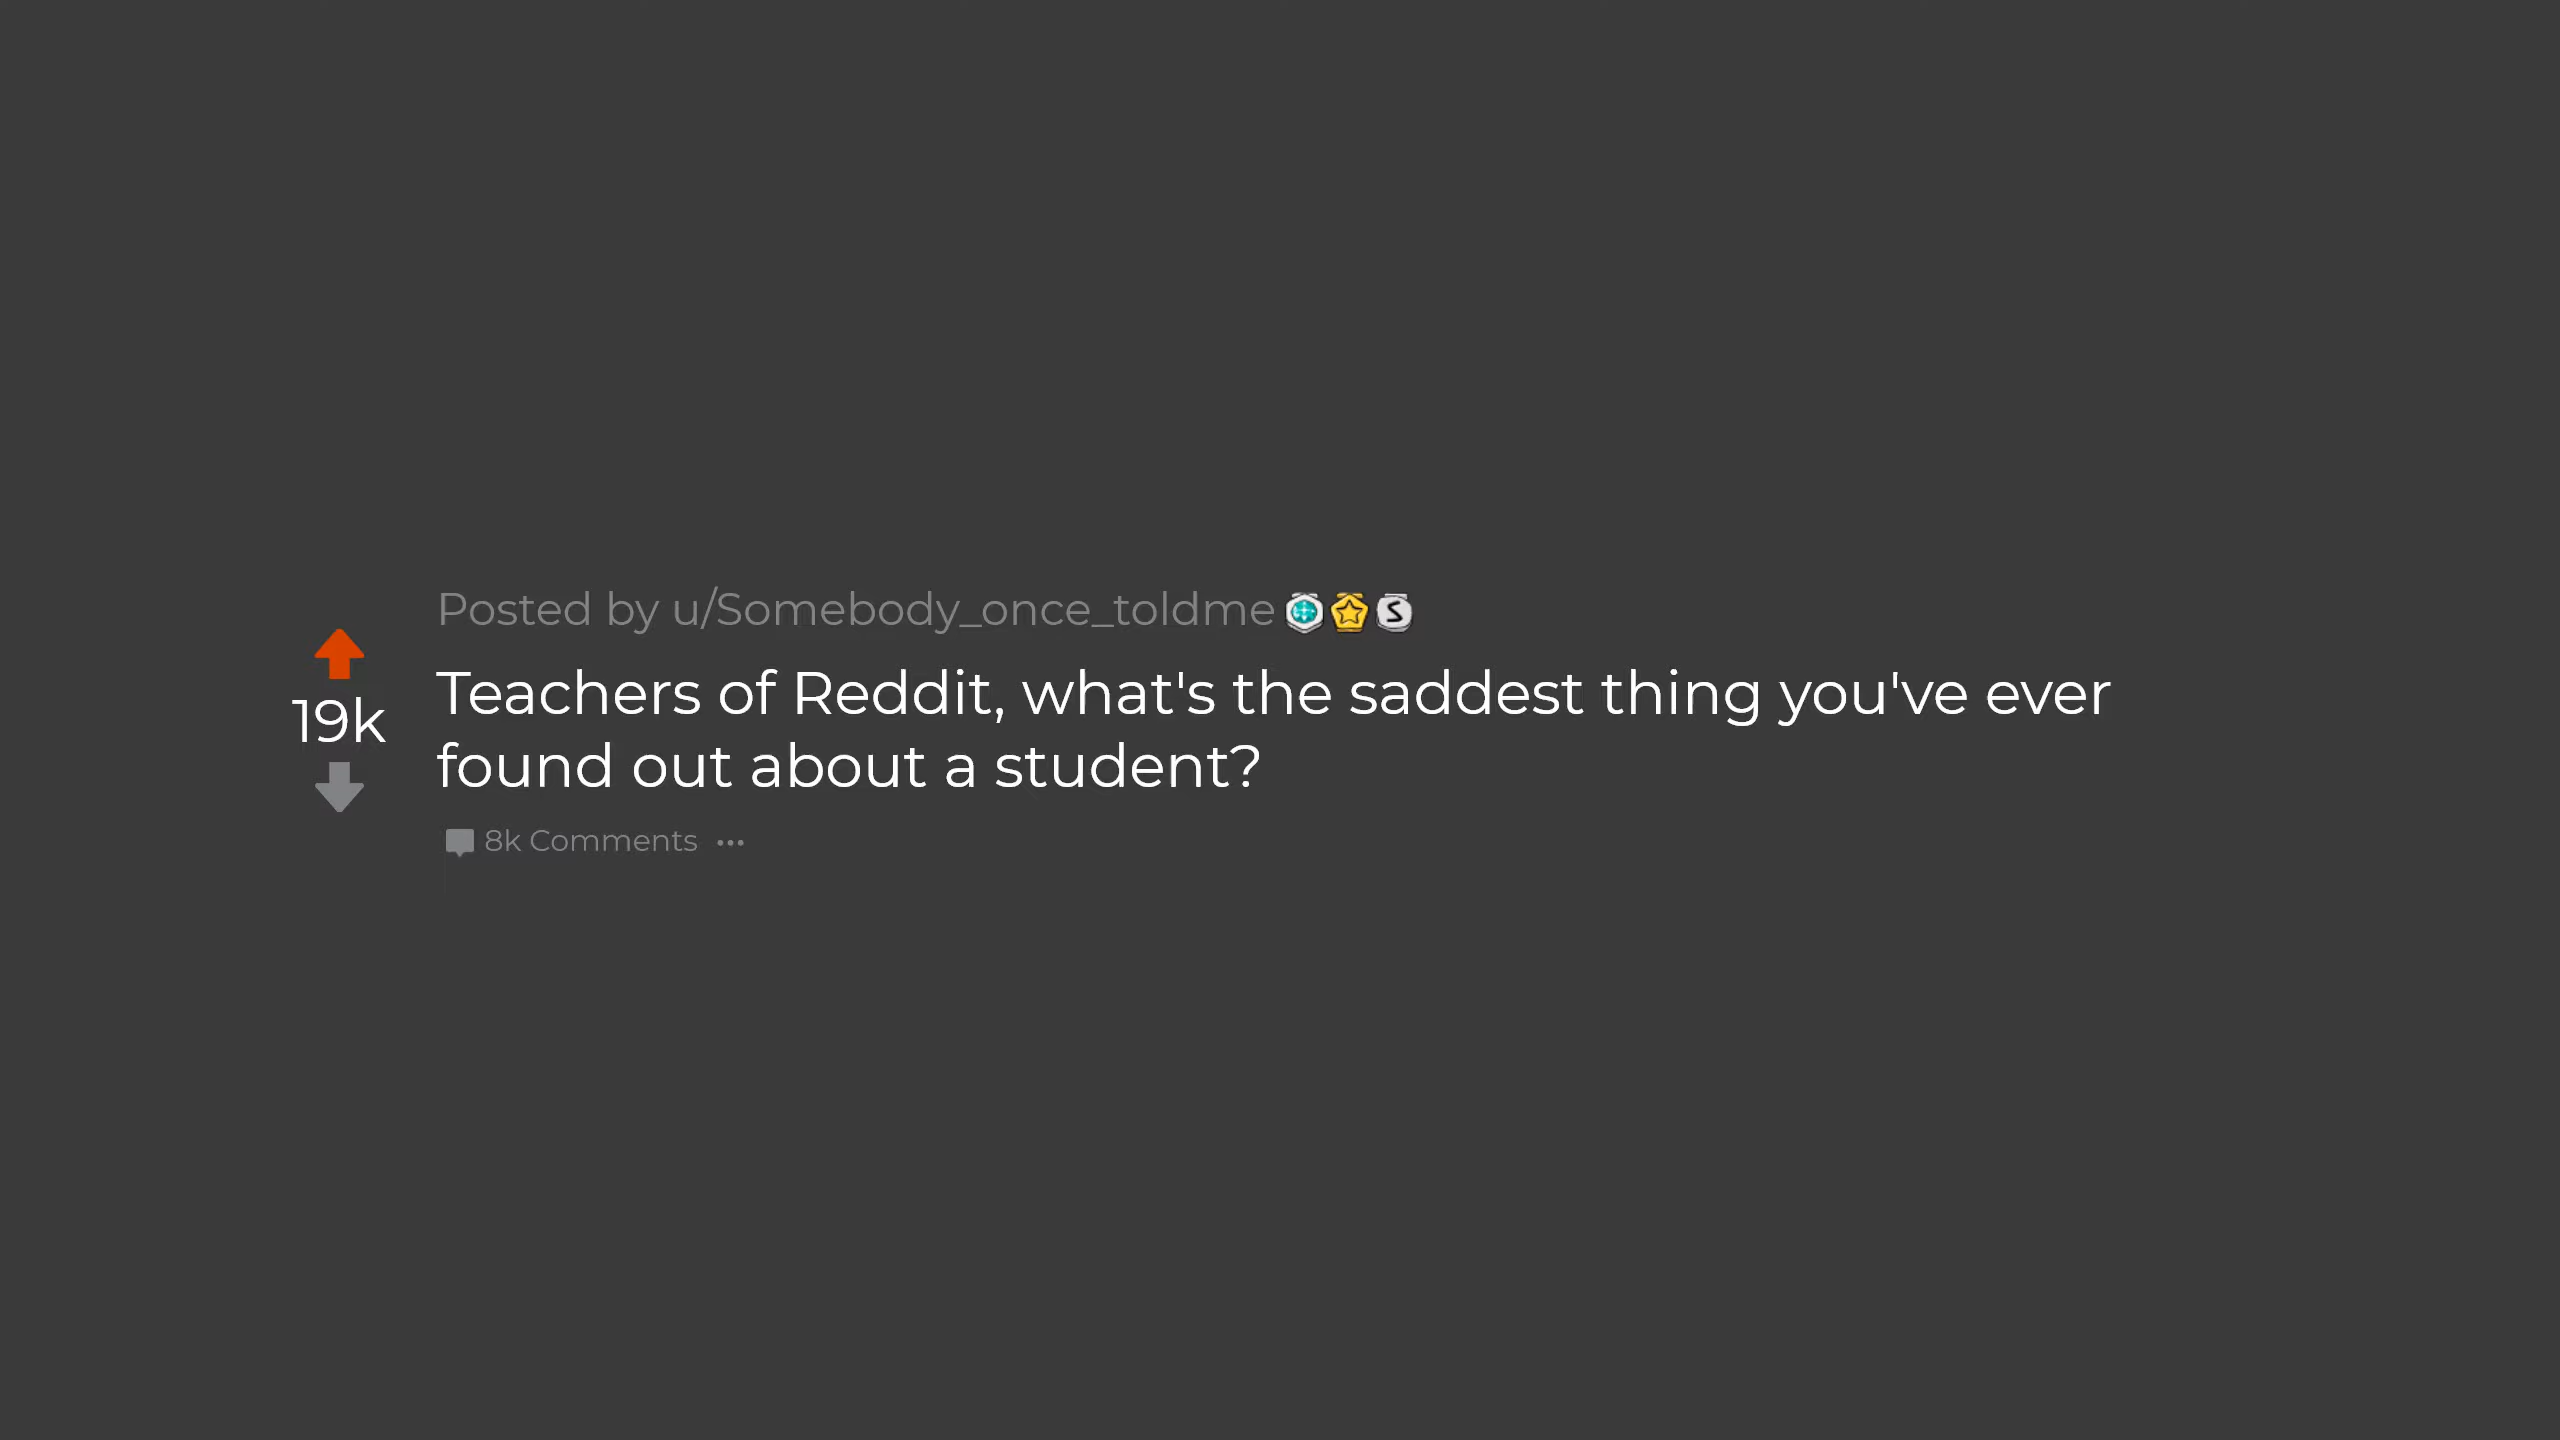 Posted by u/Somebody_once_toldme
19k
Teachers of Reddit, what's the saddest thing you've ever
found out about a student?
8k Comments ...